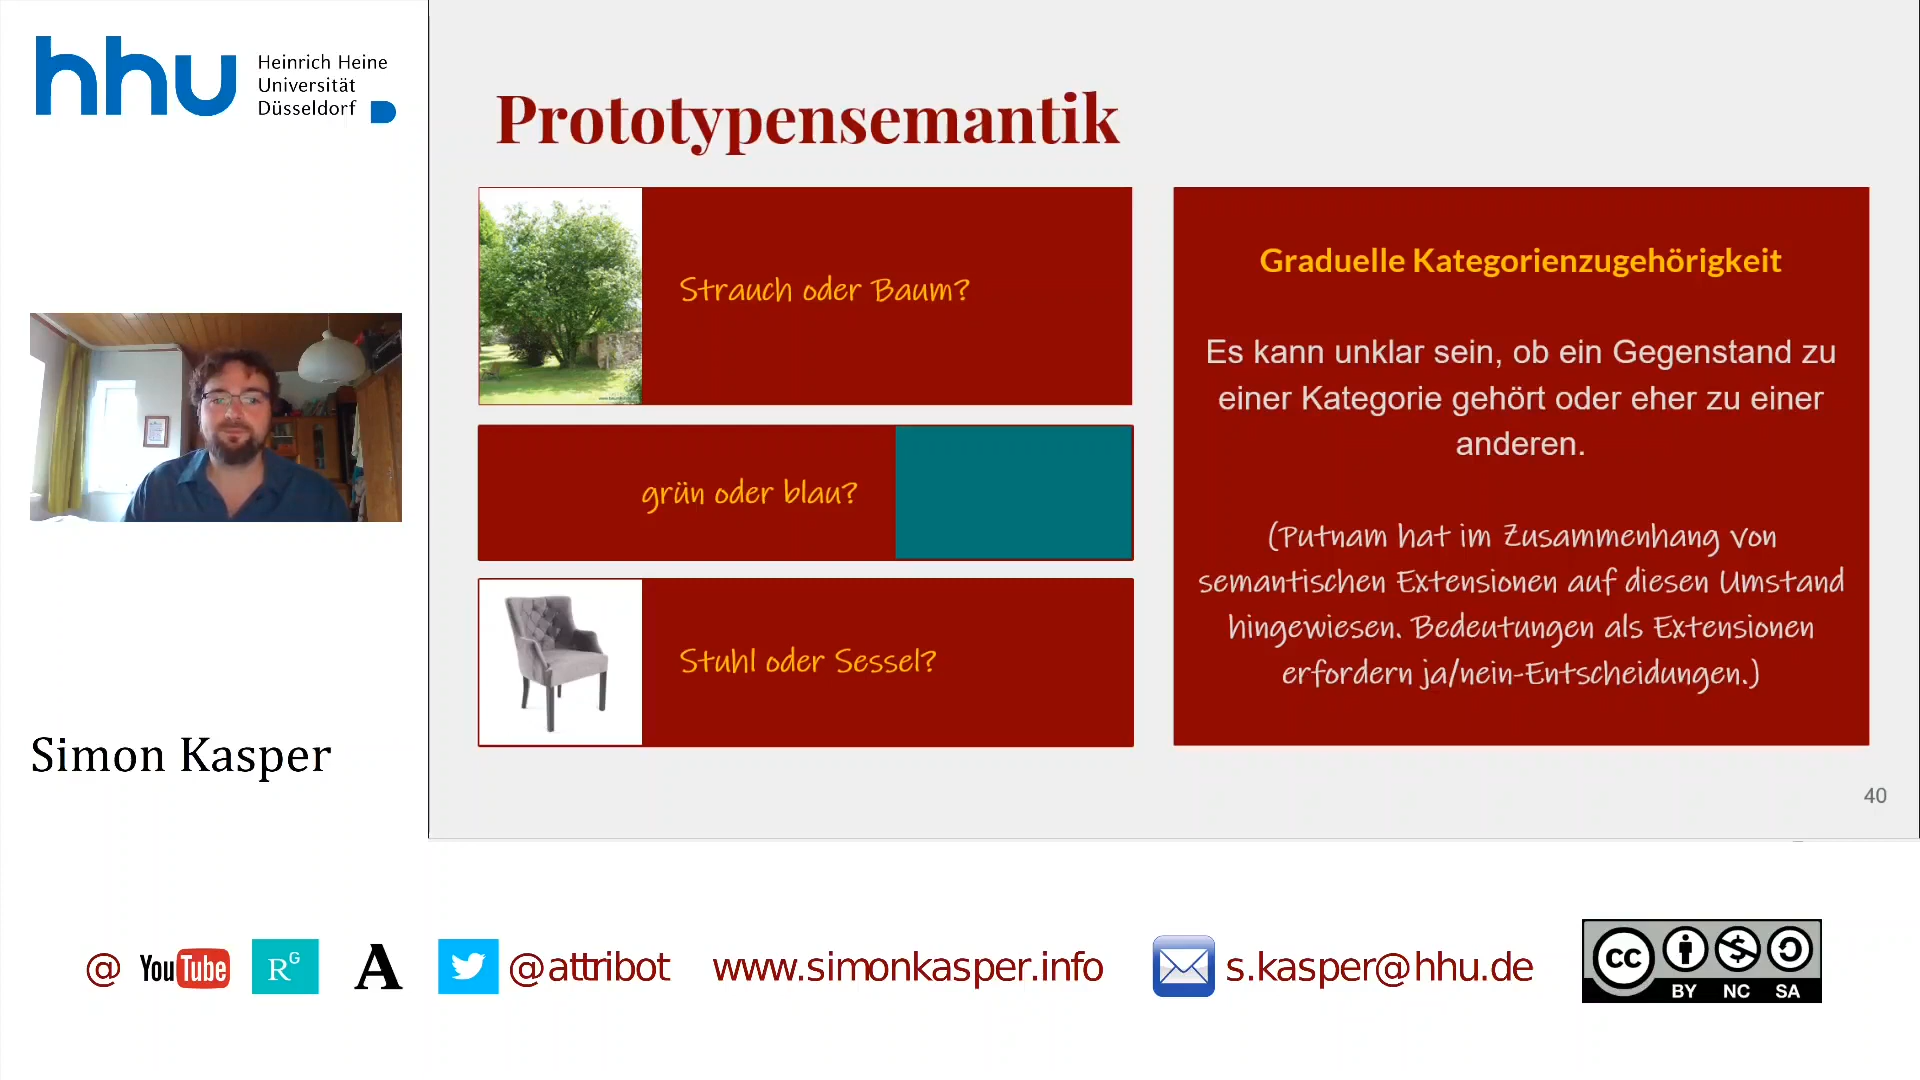 hhu Heinrich Heine
Universität
Düsseldorf
Prototypensemantik
Strauch oder Baum?
grün oder blau?
Stuhl oder Sessel?
Graduelle Kategorienzugehörigkeit
Es kann unklar sein, ob ein Gegenstand zu
einer Kategorie gehört oder eher zu einer
anderen.
(Putnam hat im Zusammenhang von
semantischen Extensionen auf diesen Umstand
hingewiesen. Bedeutungen als Extensionen
erfordern ja/nein-Entscheidungen.)
40
Simon Kasper
@ YouTube RG A @attribot www.simonkasper.info s.kasper@hhu.de cc
BY NC SA